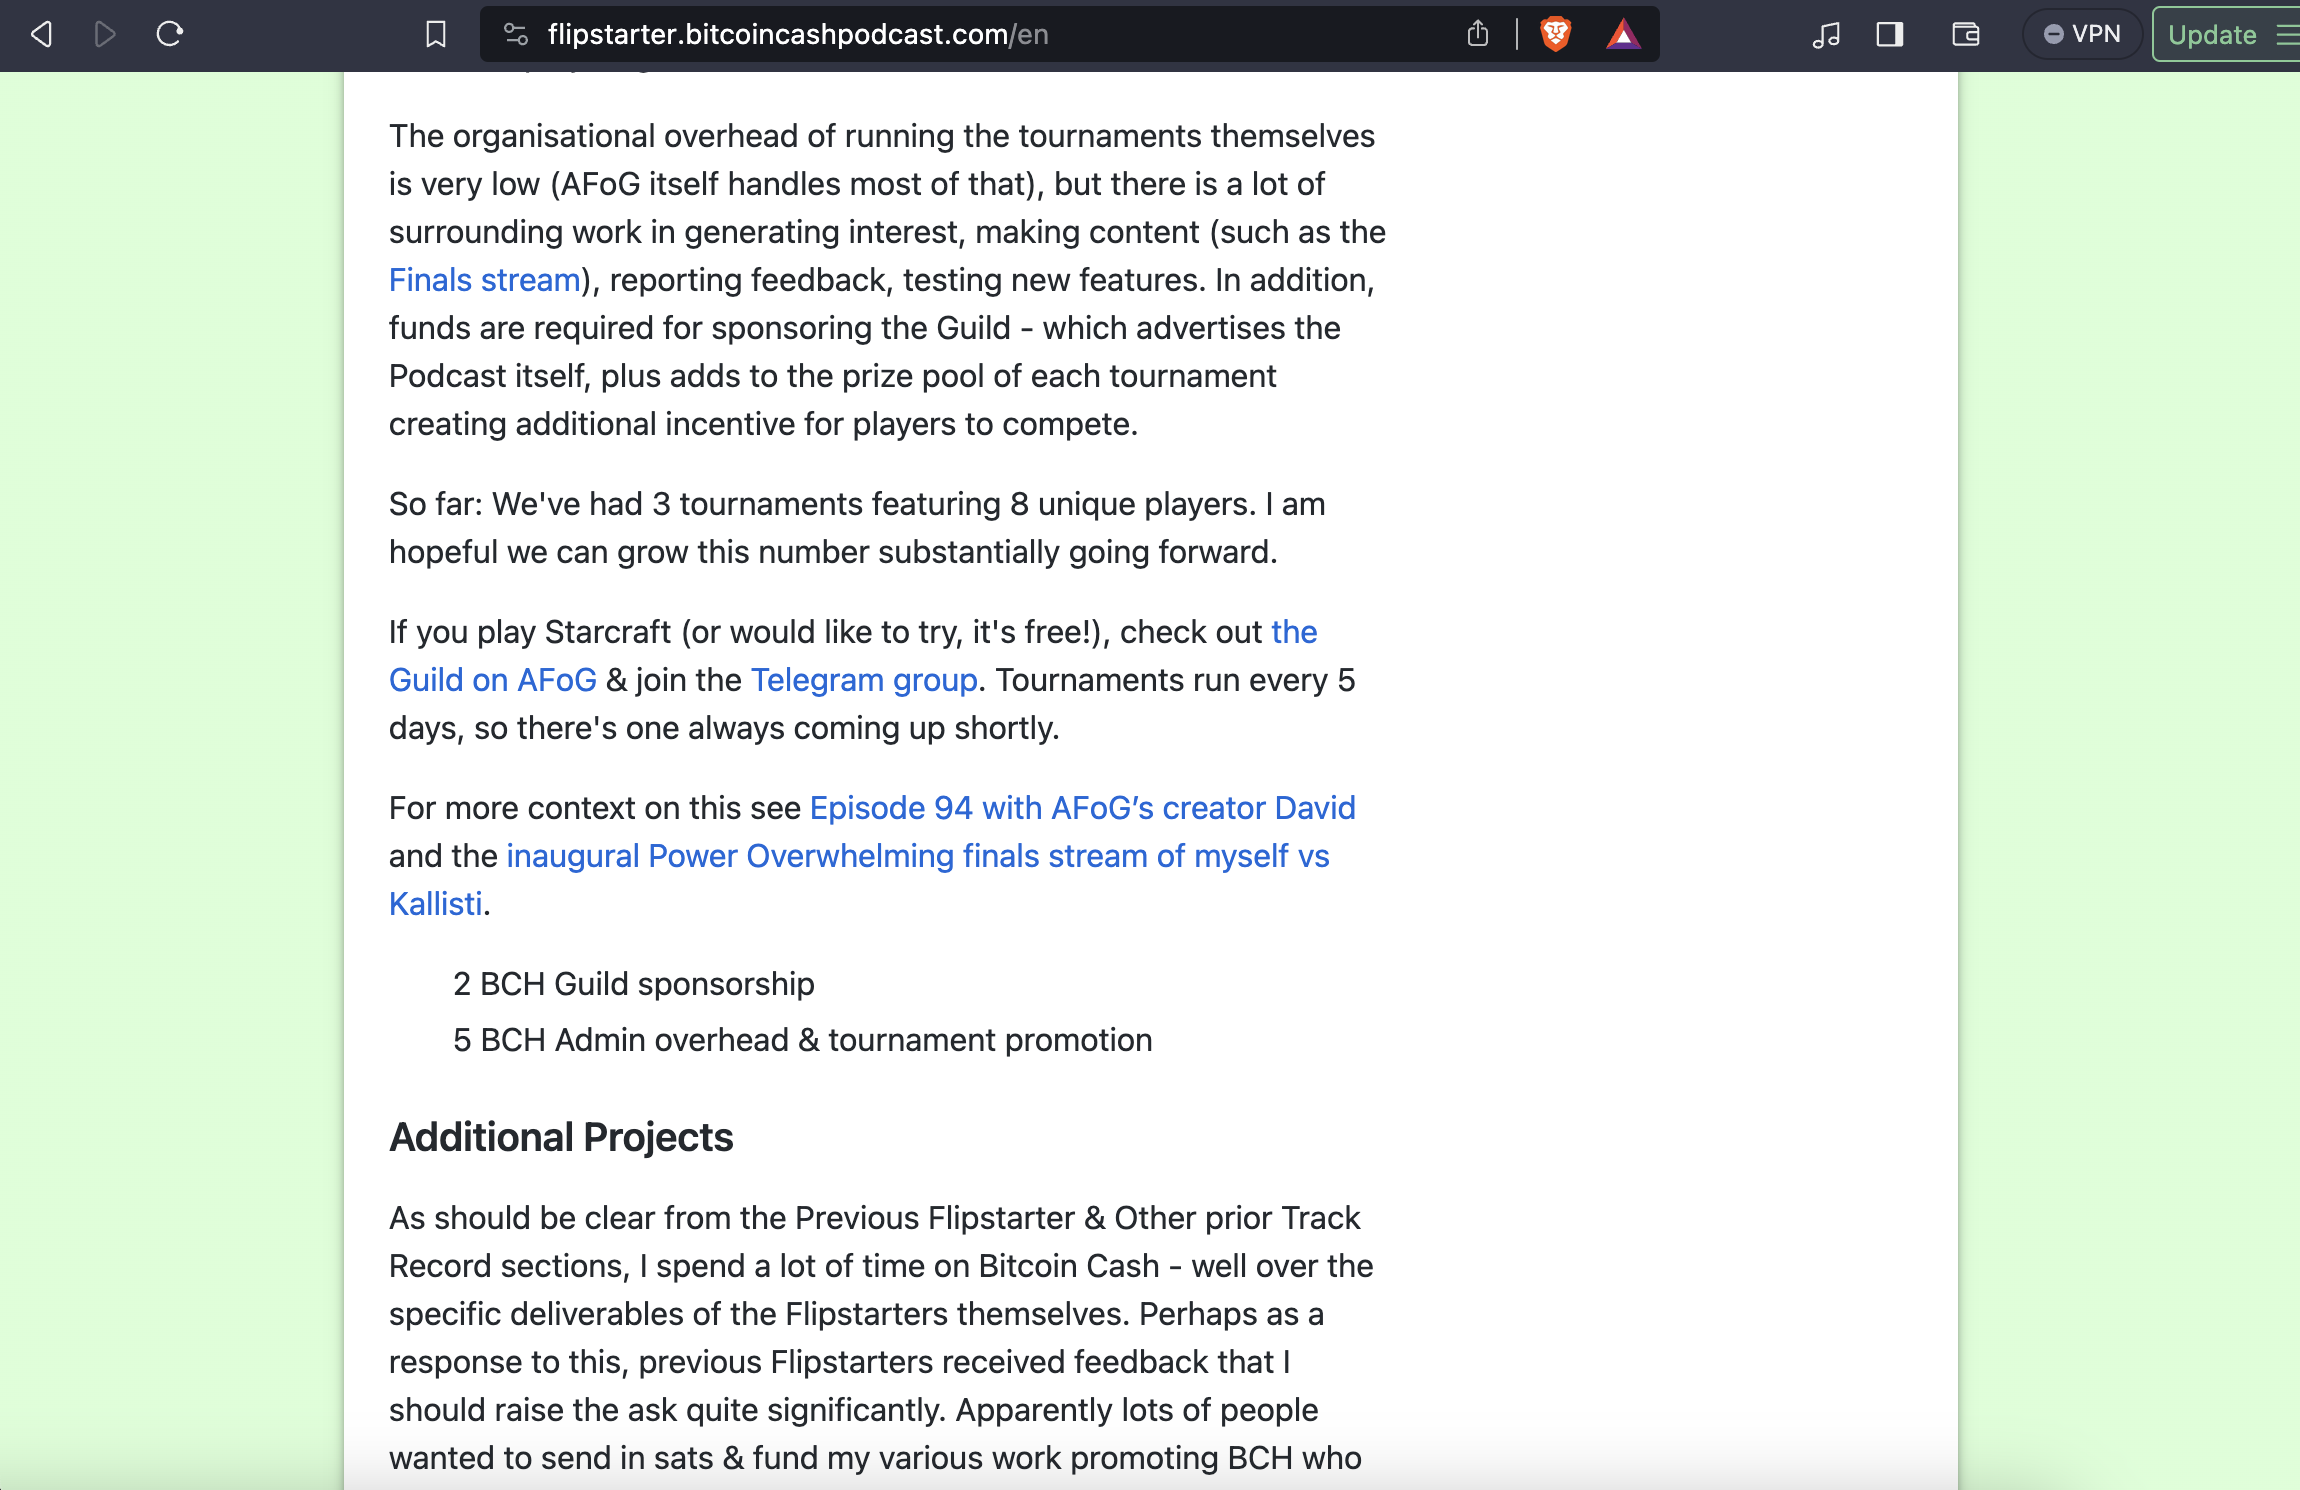 flipstarter.bitcoincashpodcast.com/en
VPN
Update
The organisational overhead of running the tournaments themselves
is very low (AFoG itself handles most of that), but there is a lot of
surrounding work in generating interest, making content (such as the
Finals stream), reporting feedback, testing new features. In addition,
funds are required for sponsoring the Guild - which advertises the
Podcast itself, plus adds to the prize pool of each tournament
creating additional incentive for players to compete.
So far: We've had 3 tournaments featuring 8 unique players. I am
hopeful we can grow this number substantially going forward.
If you play Starcraft (or would like to try, it's free!), check out the
Guild on AFoG & join the Telegram group. Tournaments run every 5
days, so there's one always coming up shortly.
For more context on this see Episode 94 with AFoG’s creator David
and the inaugural Power Overwhelming finals stream of myself vs
Kallisti.
2 BCH Guild sponsorship
5 BCH Admin overhead & tournament promotion
Additional Projects
As should be clear from the Previous Flipstarter & Other prior Track
Record sections, I spend a lot of time on Bitcoin Cash - well over the
specific deliverables of the Flipstarters themselves. Perhaps as a
response to this, previous Flipstarters received feedback that I
should raise the ask quite significantly. Apparently lots of people
wanted to send in sats & fund my various work promoting BCH who